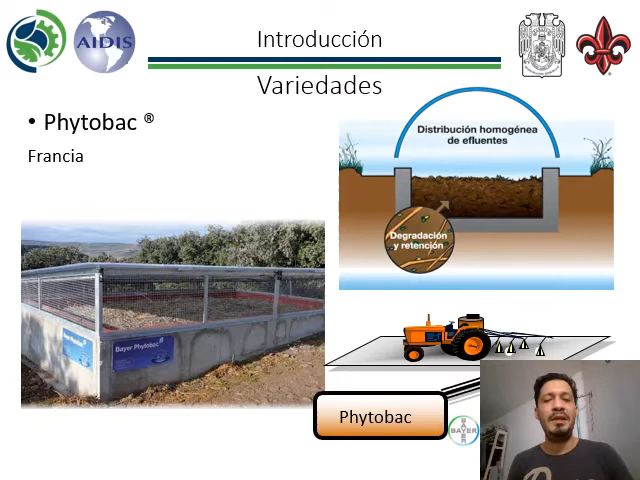 AIDIS
Introducción
Variedades
• Phytobac ®
Francia
Distribución homogénea
de efluentes
Degradación
y retención
Bayer Phytobac
Phytobac
BAYER